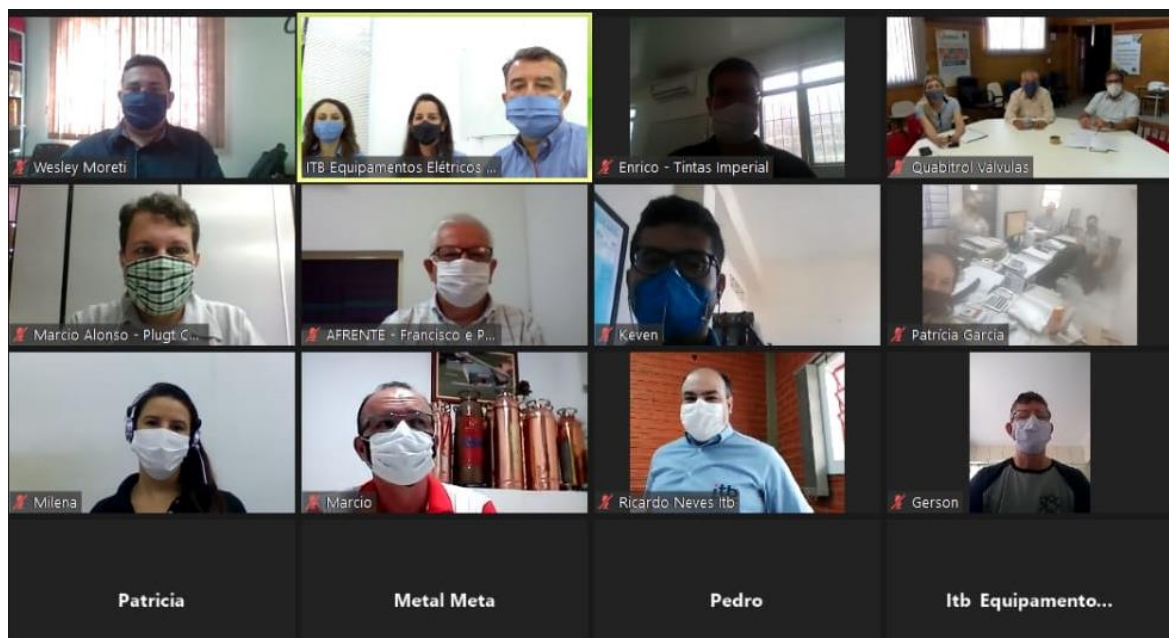 Wesley Moreti
ITB Equipamentos Elétricos ...
Enrico - Tintas Imperial
Quabitrol Válvulas
Marcio Alonso - Plugt C...
AFRENTE - Francisco e P...
Keven
Patrícia Garcia
Milena
Marcio
Ricardo Neves Itb
itb
Gerson
Patricia
Metal Meta
Pedro
Itb Equipamento...